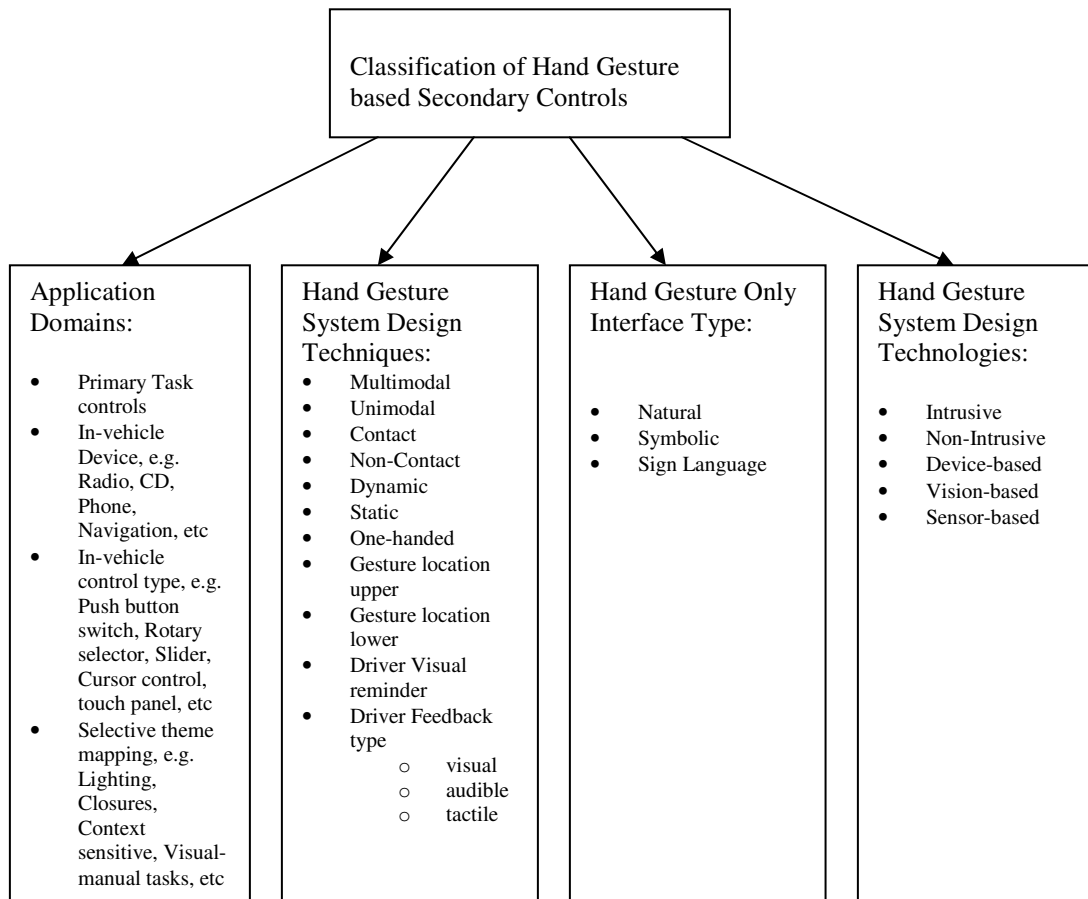 Classification of Hand Gesture
based Secondary Controls
Application
Domains:
• Primary Task
controls
• In-vehicle
Device, e.g.
Radio, CD,
Phone,
Navigation, etc
• In-vehicle
control type, e.g.
Push button
switch, Rotary
selector, Slider,
Cursor control,
touch panel, etc
• Selective theme
mapping, e.g.
Lighting,
Closures,
Context
sensitive, Visual-
manual tasks, etc
Hand Gesture
System Design
Techniques:
• Multimodal
• Unimodal
• Contact
• Non-Contact
• Dynamic
• Static
• One-handed
• Gesture location
upper
• Gesture location
lower
• Driver Visual
reminder
• Driver Feedback
type
○ visual
○ audible
○ tactile
Hand Gesture Only
Interface Type:
• Natural
• Symbolic
• Sign Language
Hand Gesture
System Design
Technologies:
• Intrusive
• Non-Intrusive
• Device-based
• Vision-based
• Sensor-based